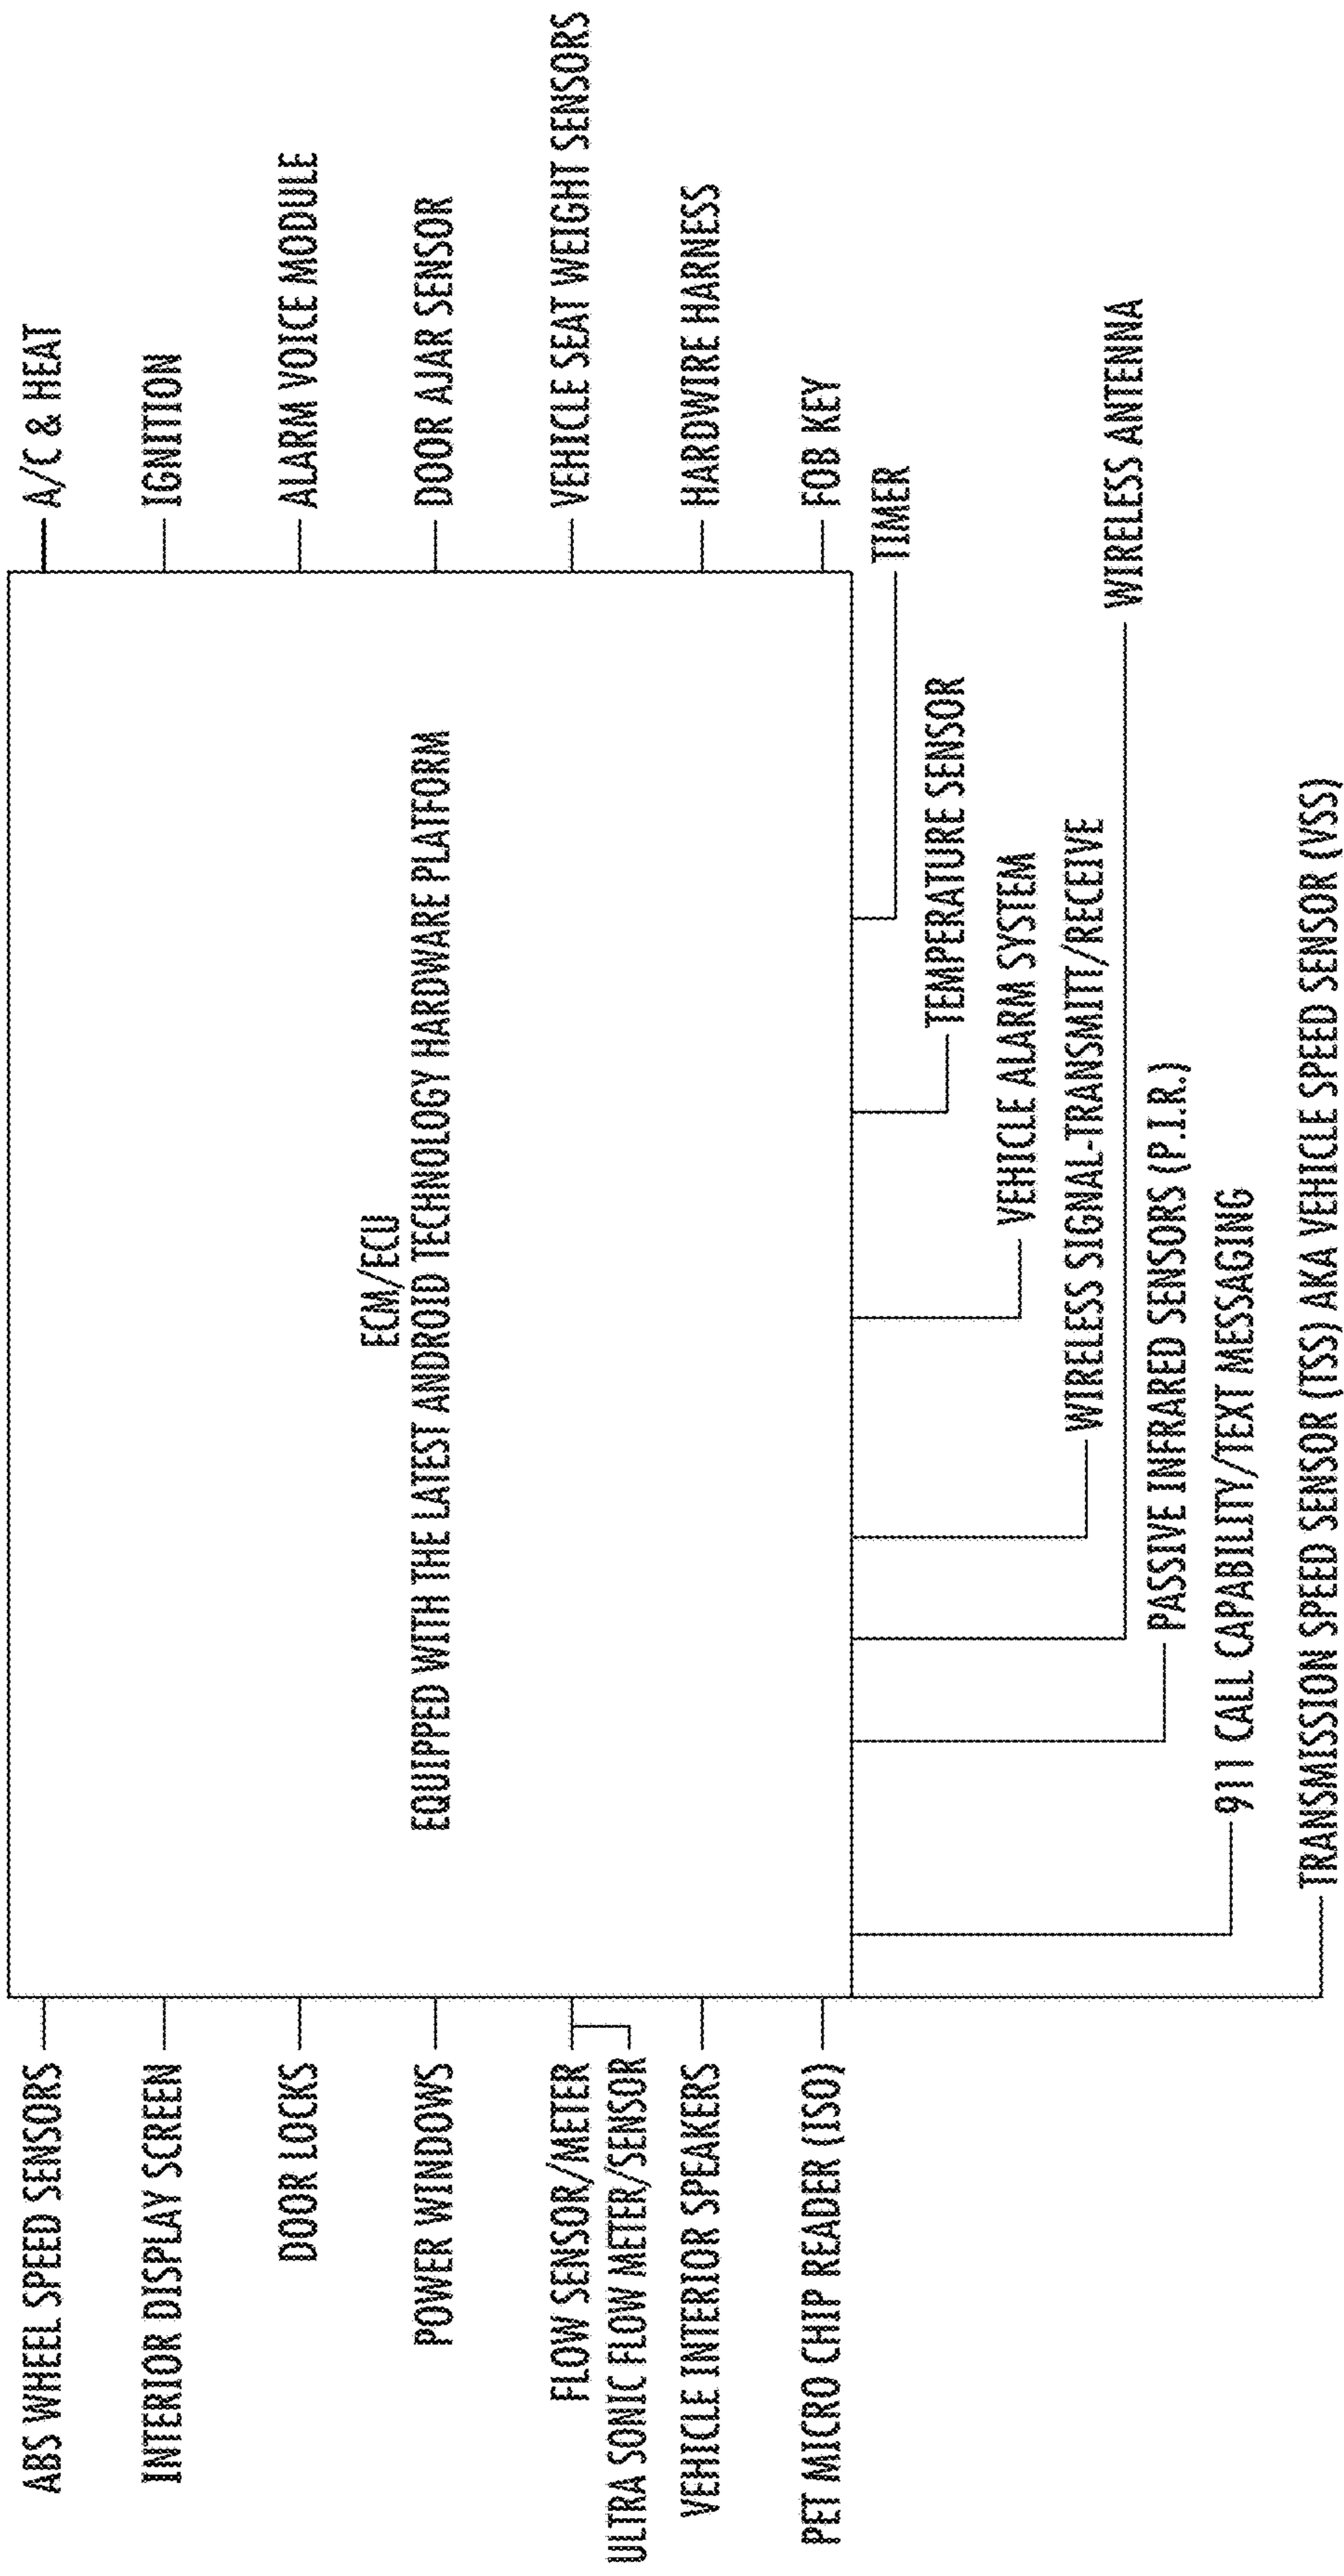 ABS WHEEL SPEED SENSORS
INTERIOR DISPLAY SCREEN
DOOR LOCKS
POWER WINDOWS
FLOW SENSOR/METER
ULTRA SONIC FLOW METER/SENSOR
VEHICLE INTERIOR SPEAKERS
PET MICRO CHIP READER (ISO)
ECM/ECU
EQUIPPED WITH THE LATEST ANDROID TECHNOLOGY HARDWARE PLATFORM
A/C & HEAT
IGNITION
ALARM VOICE MODULE
DOOR AJAR SENSOR
VEHICLE SEAT WEIGHT SENSORS
HARDWIRE HARNESS
FOB KEY
TIMER
TEMPERATURE SENSOR
VEHICLE ALARM SYSTEM
WIRELESS SIGNAL-TRANSMITT/RECEIVE
WIRELESS ANTENNA
PASSIVE INFRARED SENSORS (P.I.R.)
911 CALL CAPABILITY/TEXT MESSAGING
TRANSMISSION SPEED SENSOR (TSS) AKA VEHICLE SPEED SENSOR (VSS)